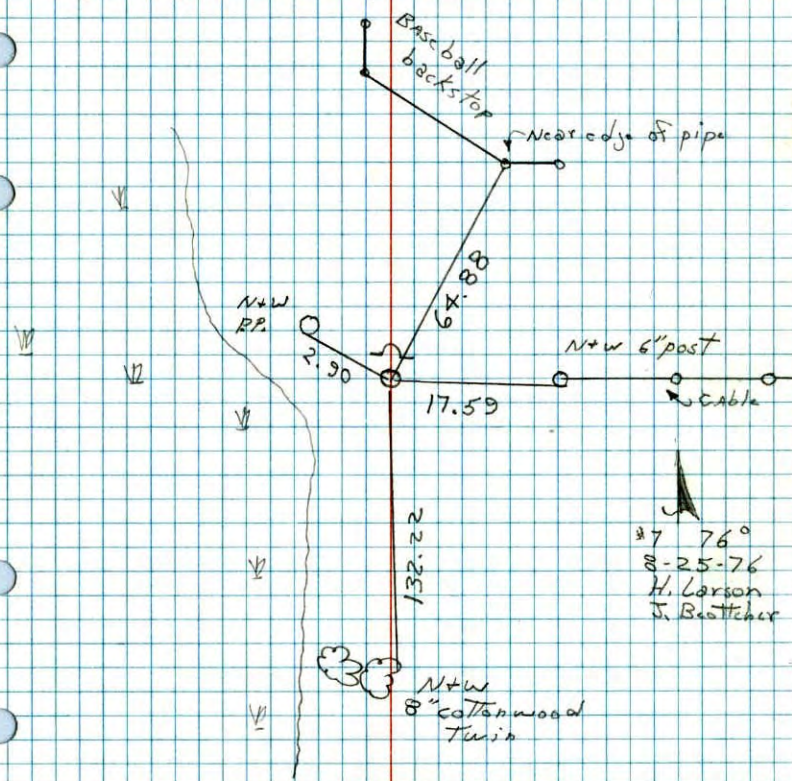 Baseball
backstop
Near edge of pipe
64.88
N+W
P.P.
2.90
N+W 6" post
17.59
Cable
132.22
#7 76°
8-25-76
H. Larson
J. Beottcher
N+W
8" cottonwood
Twin